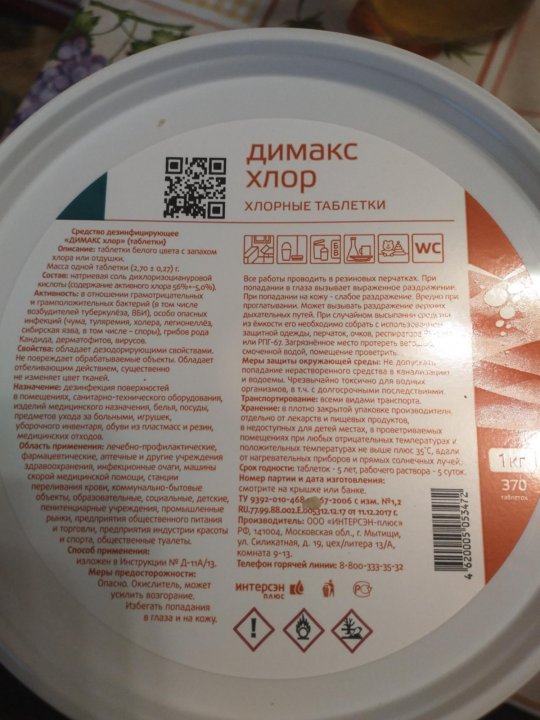 димакс
хлор
ХЛОРНЫЕ ТАБЛЕТКИ
WC
Средство дезинфицирующее
«ДИМАКС хлор» (таблетки)
Описание: таблетки белого цвета с запахом
хлора или отдушки.
Масса одной таблетки (2,70 ± 0,27) г.
Состав: натриевая соль дихлоризоциануровой
кислоты (содержание активного хлора 56%+-5,0%).
Активность: в отношении грамотрицательных
и грамположительных бактерий (в том числе
возбудителей туберкулёза, ВБИ), особо опасных
инфекций (чума, туляремия, холера, легионеллёз,
сибирская язва, в том числе - споры), грибов рода
Кандида, дерматофитов, вирусов.
Свойства: обладает дезодорирующими свойствами.
Не повреждает обрабатываемые объекты. Обладает
отбеливающим действием, существенно
не изменяет цвет тканей.
Назначение: дезинфекция поверхностей
в помещениях, санитарно-технического оборудования,
изделий медицинского назначения, белья, посуды,
предметов ухода за больными, игрушек,
уборочного инвентаря, обуви из пластмасс и резин,
медицинских отходов.
Область применения: лечебно-профилактические,
фармацевтические, аптечные и другие учреждения
здравоохранения, инфекционные очаги, машины
скорой медицинской помощи, станции
переливания крови, коммунально-бытовые
объекты, образовательные, социальные, детские,
пенитенциарные учреждения, промышленные
рынки, предприятия общественного питания
и торговли, предприятия индустрии красоты
и спорта, общественные туалеты.
Способ применения:
изложен в Инструкции № Д-11А/13.
Меры предосторожности:
Опасно. Окислитель, может
усилить возгорание.
Избегать попадания
в глаза и на кожу.
Все работы проводить в резиновых перчатках. При
попадании в глаза вызывает выраженное раздражение.
При попадании на кожу - слабое раздражение. Вредно при
проглатывании. Может вызывать раздражение верхних
дыхательных путей. При случайном высыпании средства
из ёмкости его необходимо собрать с использованием
защитной одежды, перчаток, очков, респиратора
или РПГ-67. Загрязнённое место протереть ветошью,
смоченной водой, помещение проветрить.
Меры защиты окружающей среды: Не допускать
попадание нерастворенного средства в канализацию
и водоемы. Чрезвычайно токсично для водных
организмов, в т.ч. с долгосрочными последствиями.
Транспортирование: всеми видами транспорта.
Хранение: в плотно закрытой упаковке производителя,
отдельно от лекарств и пищевых продуктов,
в недоступных для детей местах, в проветриваемых
помещениях при любых отрицательных температурах и
положительных температурах не выше плюс 35°С, вдали
от нагревательных приборов и прямых солнечных лучей.
Срок годности: таблеток - 5 лет, рабочего раствора - 5 суток.
Номер партии и дата изготовления:
смотрите на крышке или банке.
ТУ 9392-010-468 67-2006 с изм. №1,2
RU.77.99.88.002.Е. 12.12.17 от 11.12.2017 г.
Производитель: ООО «ИНТЕРСЭН-плюс»
РФ, 141004, Московская обл., г. Мытищи,
ул. Силикатная, д. 19, цех/литера 13/А,
комната 9-13.
Телефон горячей линии: 8-800-333-35-32
интерсэн
плюс
РСТ
1 кг
370
таблеток
4 620005 053472